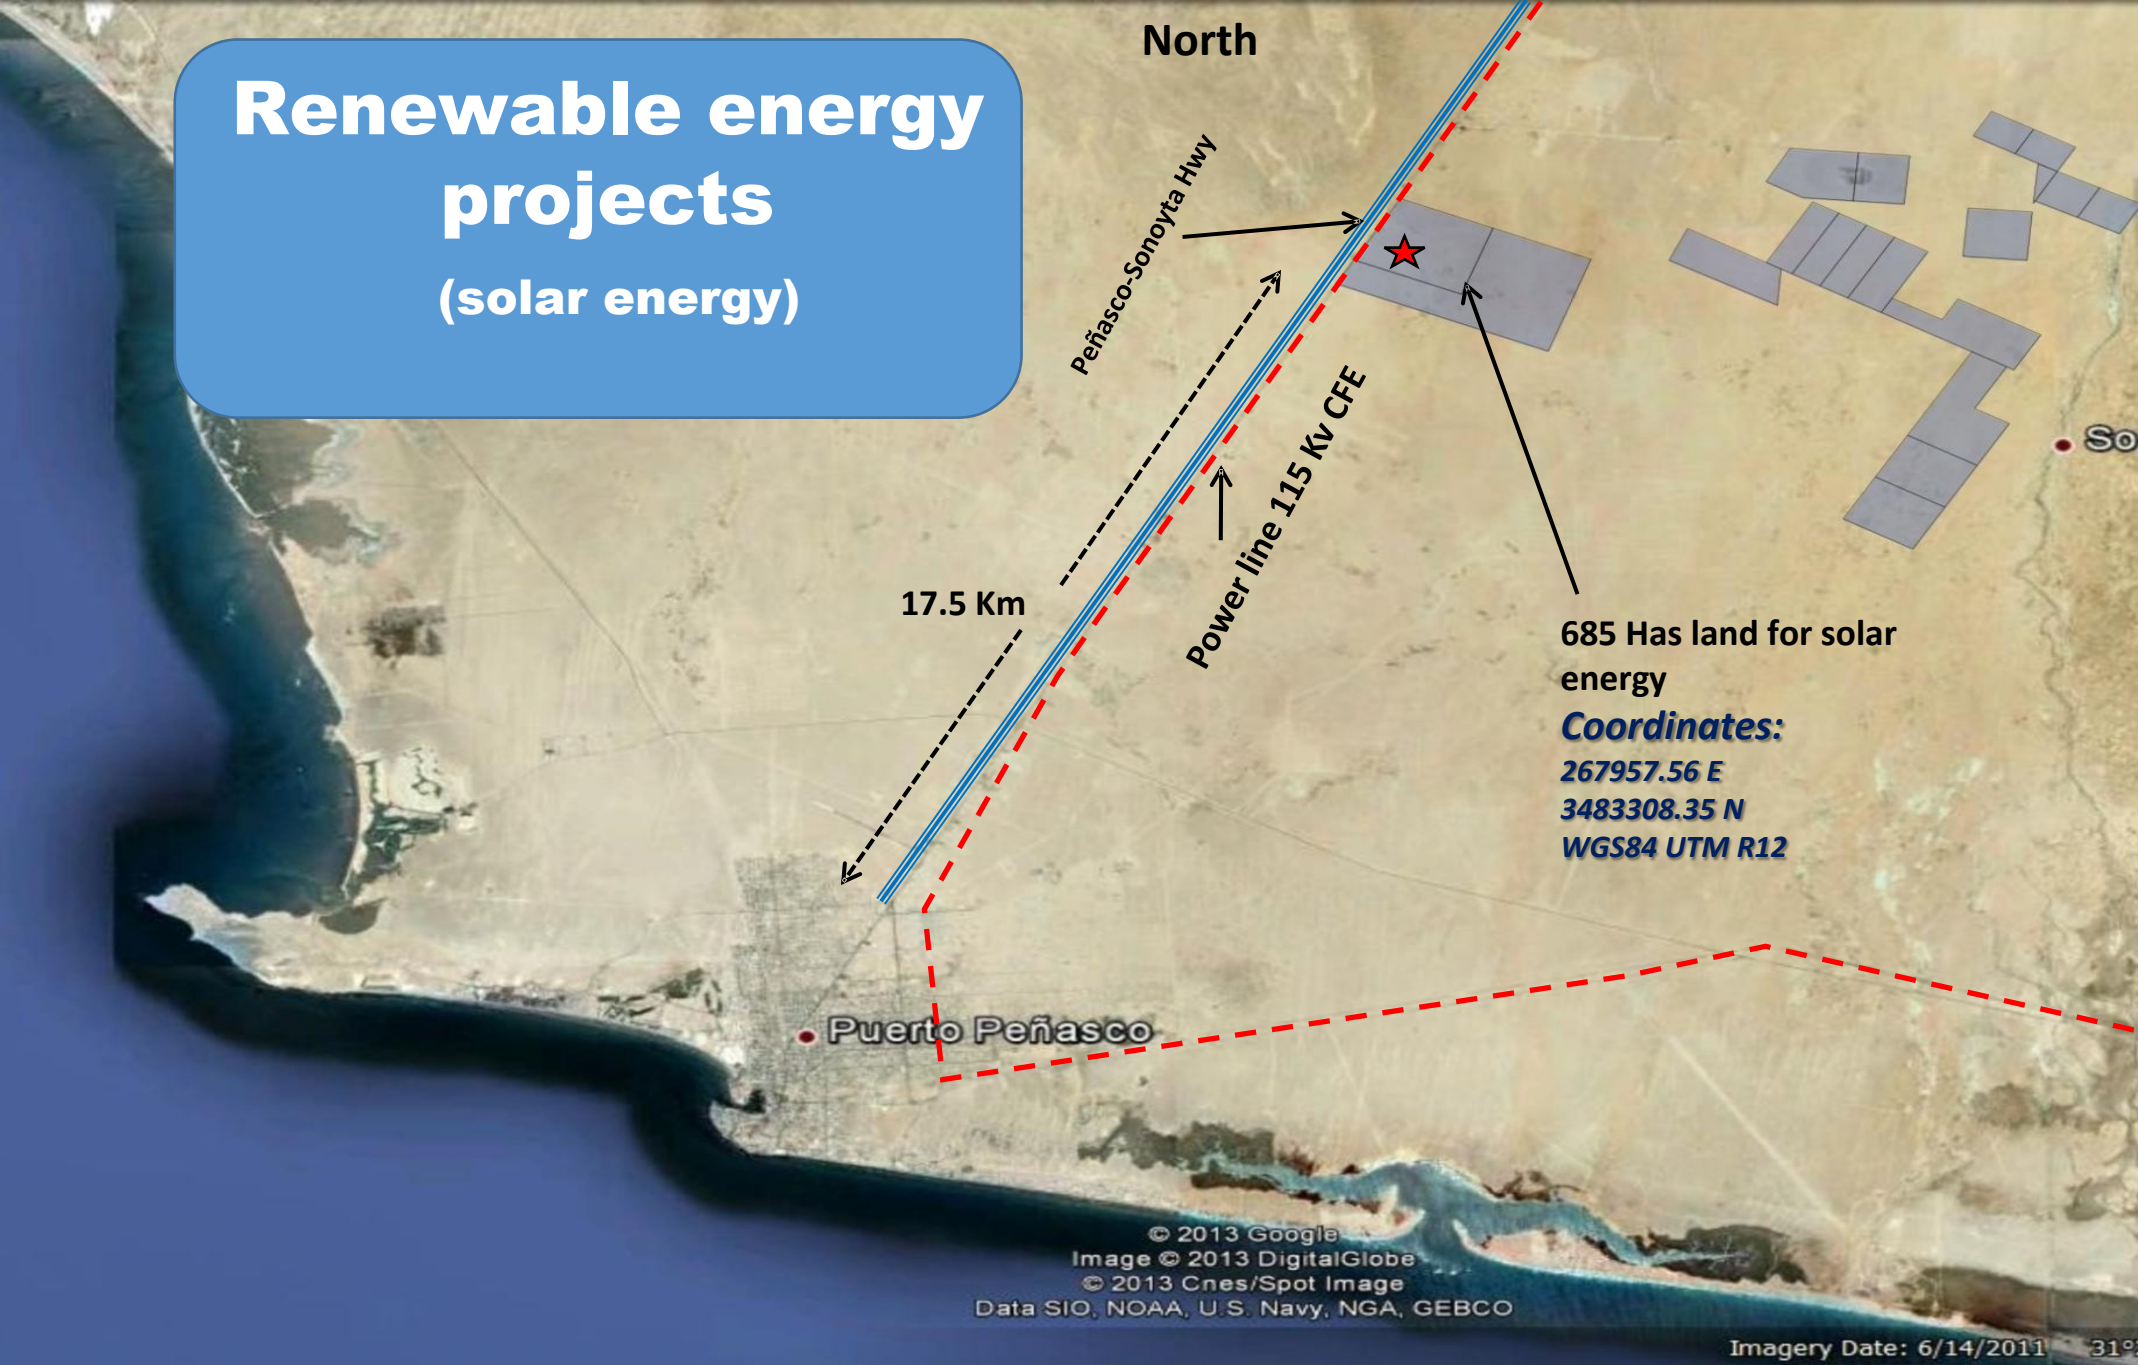 North
Renewable energy
projects
(solar energy)
Peñasco-Sonoyta Hwy
Power line 115 Kv CFE
17.5 Km
685 Has land for solar
energy
Coordinates:
267957.56 E
3483308.35 N
WGS84 UTM R12
So
Puerto Peñasco
© 2013 Google
Image © 2013 DigitalGlobe
© 2013 Cnes/Spot Image
Data SIO, NOAA, U.S. Navy, NGA, GEBCO
Imagery Date: 6/14/2011 31°